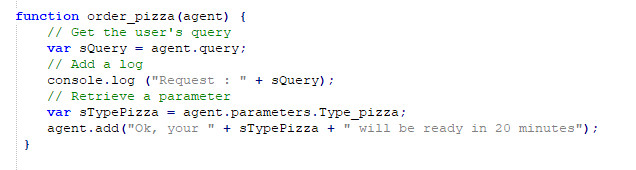 function order_pizza(agent) {
// Get the user's query
var sQuery = agent.query;
// Add a log
console.log ("Request : " + sQuery);
// Retrieve a parameter
var sTypePizza = agent.parameters.Type_pizza;
agent.add("Ok, your " + sTypePizza + " will be ready in 20 minutes");
}